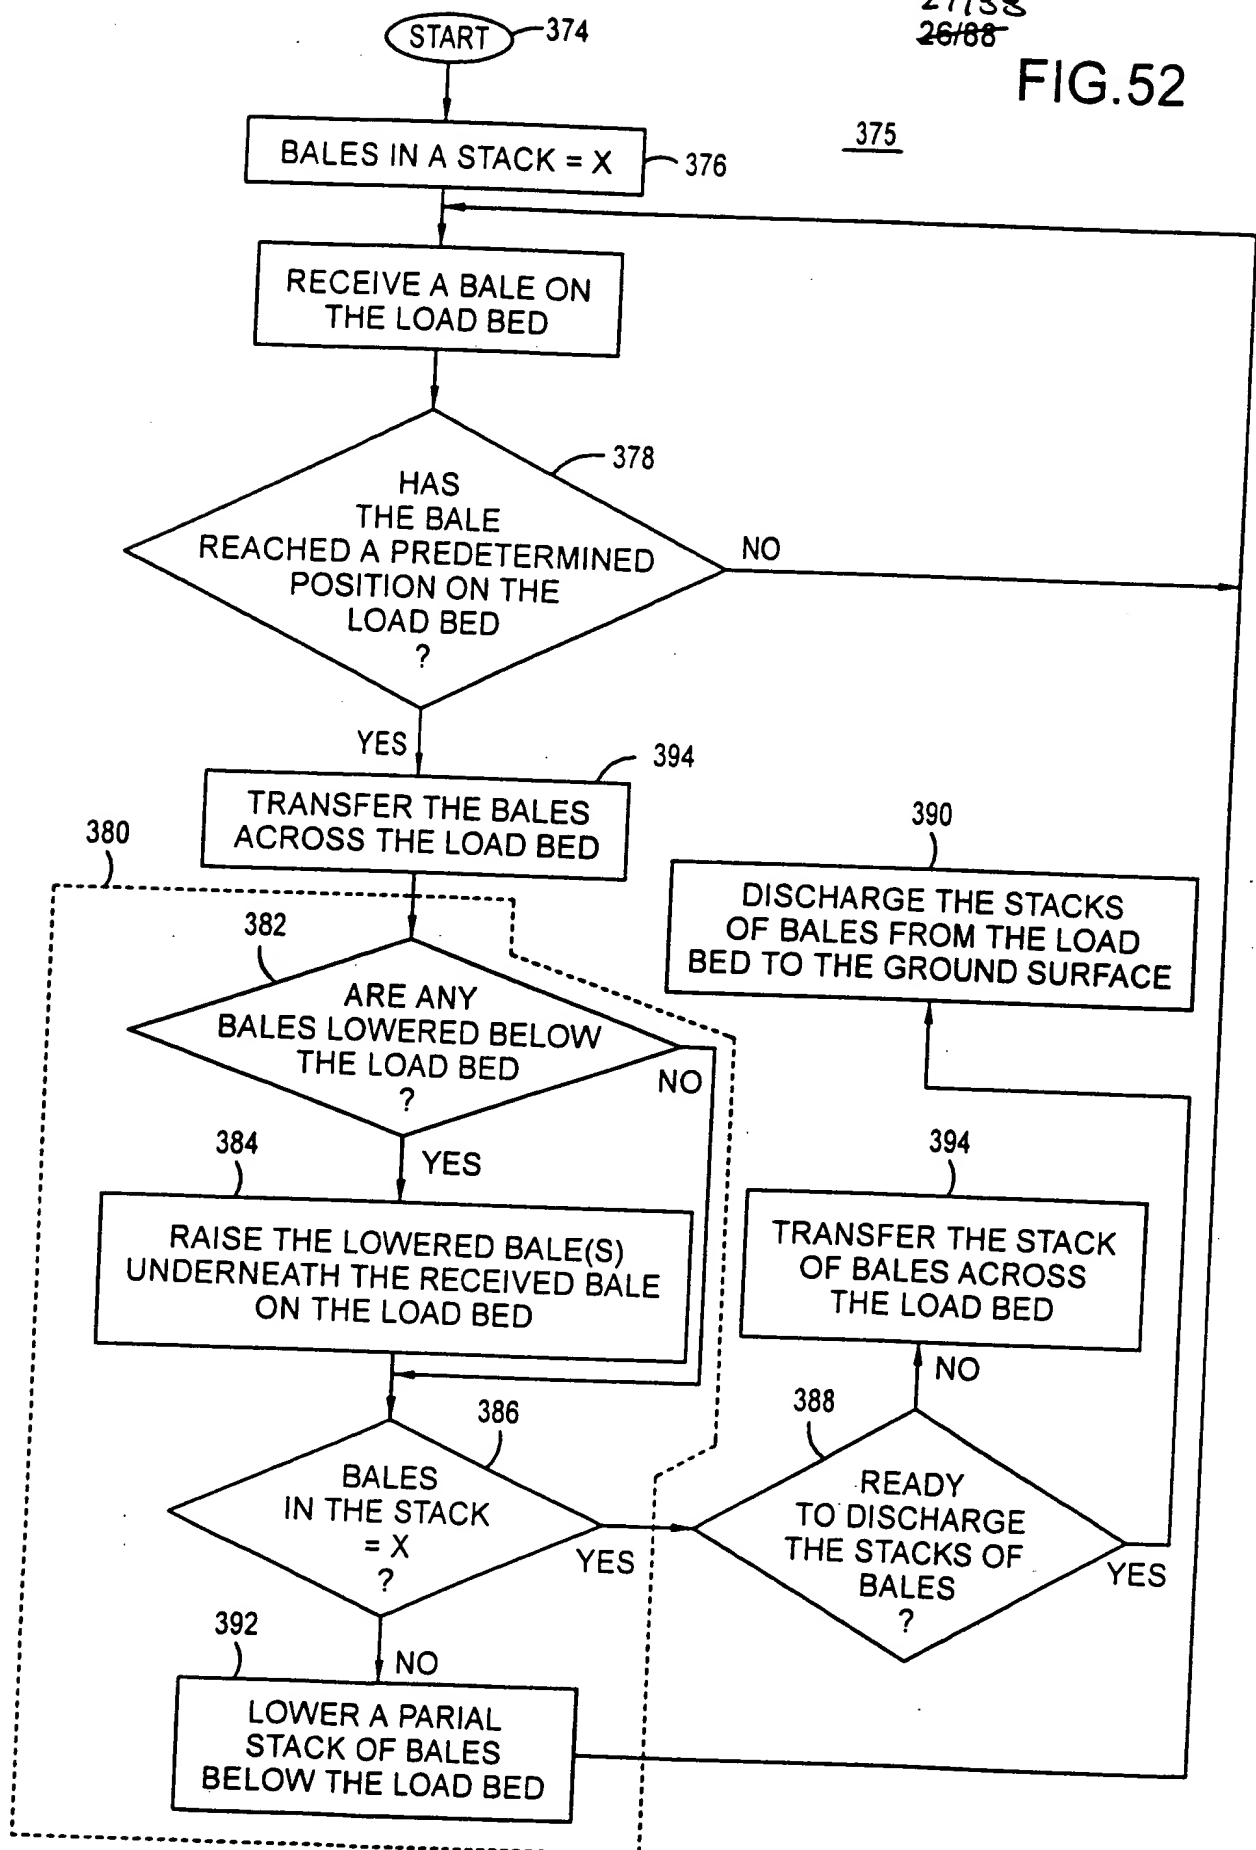 27/38
26/88
FIG.52
START
374
375
BALES IN A STACK = X
376
RECEIVE A BALE ON
THE LOAD BED
378
HAS
THE BALE
REACHED A PREDETERMINED
POSITION ON THE
LOAD BED
?
NO
YES
394
TRANSFER THE BALES
ACROSS THE LOAD BED
380
390
DISCHARGE THE STACKS
OF BALES FROM THE LOAD
BED TO THE GROUND SURFACE
382
ARE ANY
BALES LOWERED BELOW
THE LOAD BED
?
NO
YES
384
RAISE THE LOWERED BALE(S)
UNDERNEATH THE RECEIVED BALE
ON THE LOAD BED
394
TRANSFER THE STACK
OF BALES ACROSS
THE LOAD BED
NO
386
BALES
IN THE STACK
= X
?
YES
388
READY
TO DISCHARGE
THE STACKS OF
BALES
?
YES
392
NO
LOWER A PARIAL
STACK OF BALES
BELOW THE LOAD BED